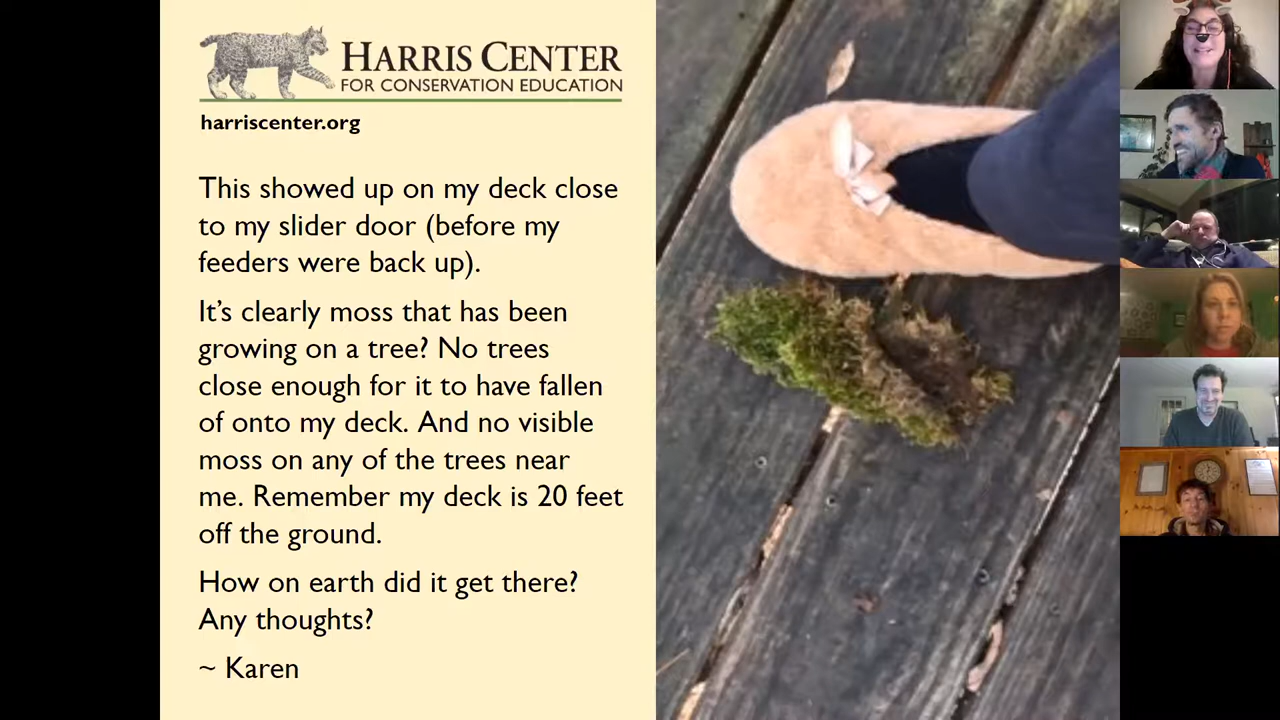 HARRIS CENTER
FOR CONSERVATION EDUCATION
harriscenter.org
This showed up on my deck close
to my slider door (before my
feeders were back up).
It's clearly moss that has been
growing on a tree? No trees
close enough for it to have fallen
of onto my deck. And no visible
moss on any of the trees near
me. Remember my deck is 20 feet
off the ground.
How on earth did it get there?
Any thoughts?
~ Karen